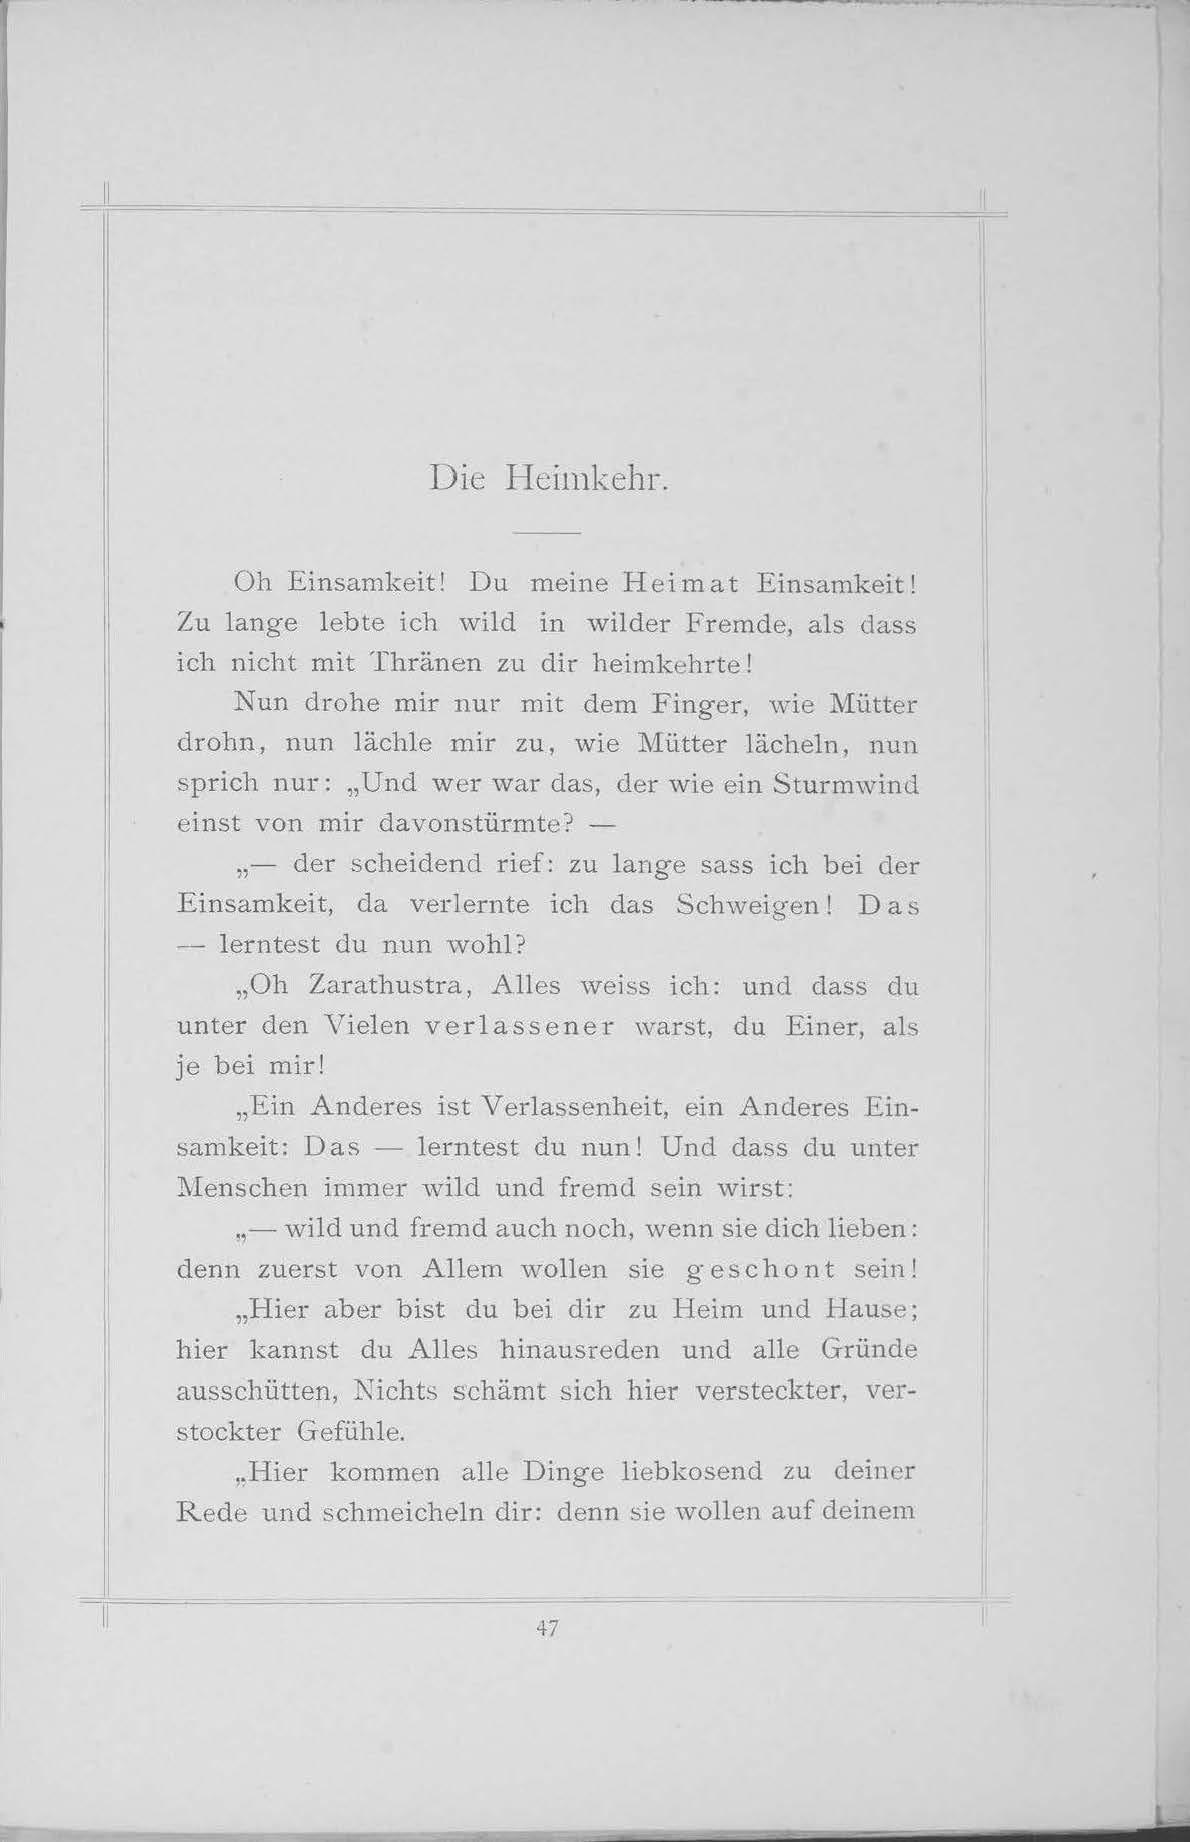 Die Heimkehr.
Oh Einsamkeit! Du meine Heimat Einsamkeit!
Zu lange lebte ich wild in wilder Fremde, als dass
ich nicht mit Thränen zu dir heimkehrte!
Nun drohe mir nur mit dem Finger, wie Mütter
drohn, nun lächle mir zu, wie Mütter lächeln, nun
sprich nur: „Und wer war das, der wie ein Sturmwind
einst von mir davonstürmte? —
„— der scheidend rief: zu lange sass ich bei der
Einsamkeit, da verlernte ich das Schweigen! Das
— lerntest du nun wohl?
„Oh Zarathustra, Alles weiss ich: und dass du
unter den Vielen verlassener warst, du Einer, als
je bei mir!
„Ein Anderes ist Verlassenheit, ein Anderes Ein-
samkeit: Das — lerntest du nun! Und dass du unter
Menschen immer wild und fremd sein wirst:
„— wild und fremd auch noch, wenn sie dich lieben:
denn zuerst von Allem wollen sie geschont sein!
„Hier aber bist du bei dir zu Heim und Hause;
hier kannst du Alles hinausreden und alle Gründe
ausschütten, Nichts schämt sich hier versteckter, ver-
stockter Gefühle.
„Hier kommen alle Dinge liebkosend zu deiner
Rede und schmeicheln dir: denn sie wollen auf deinem
47